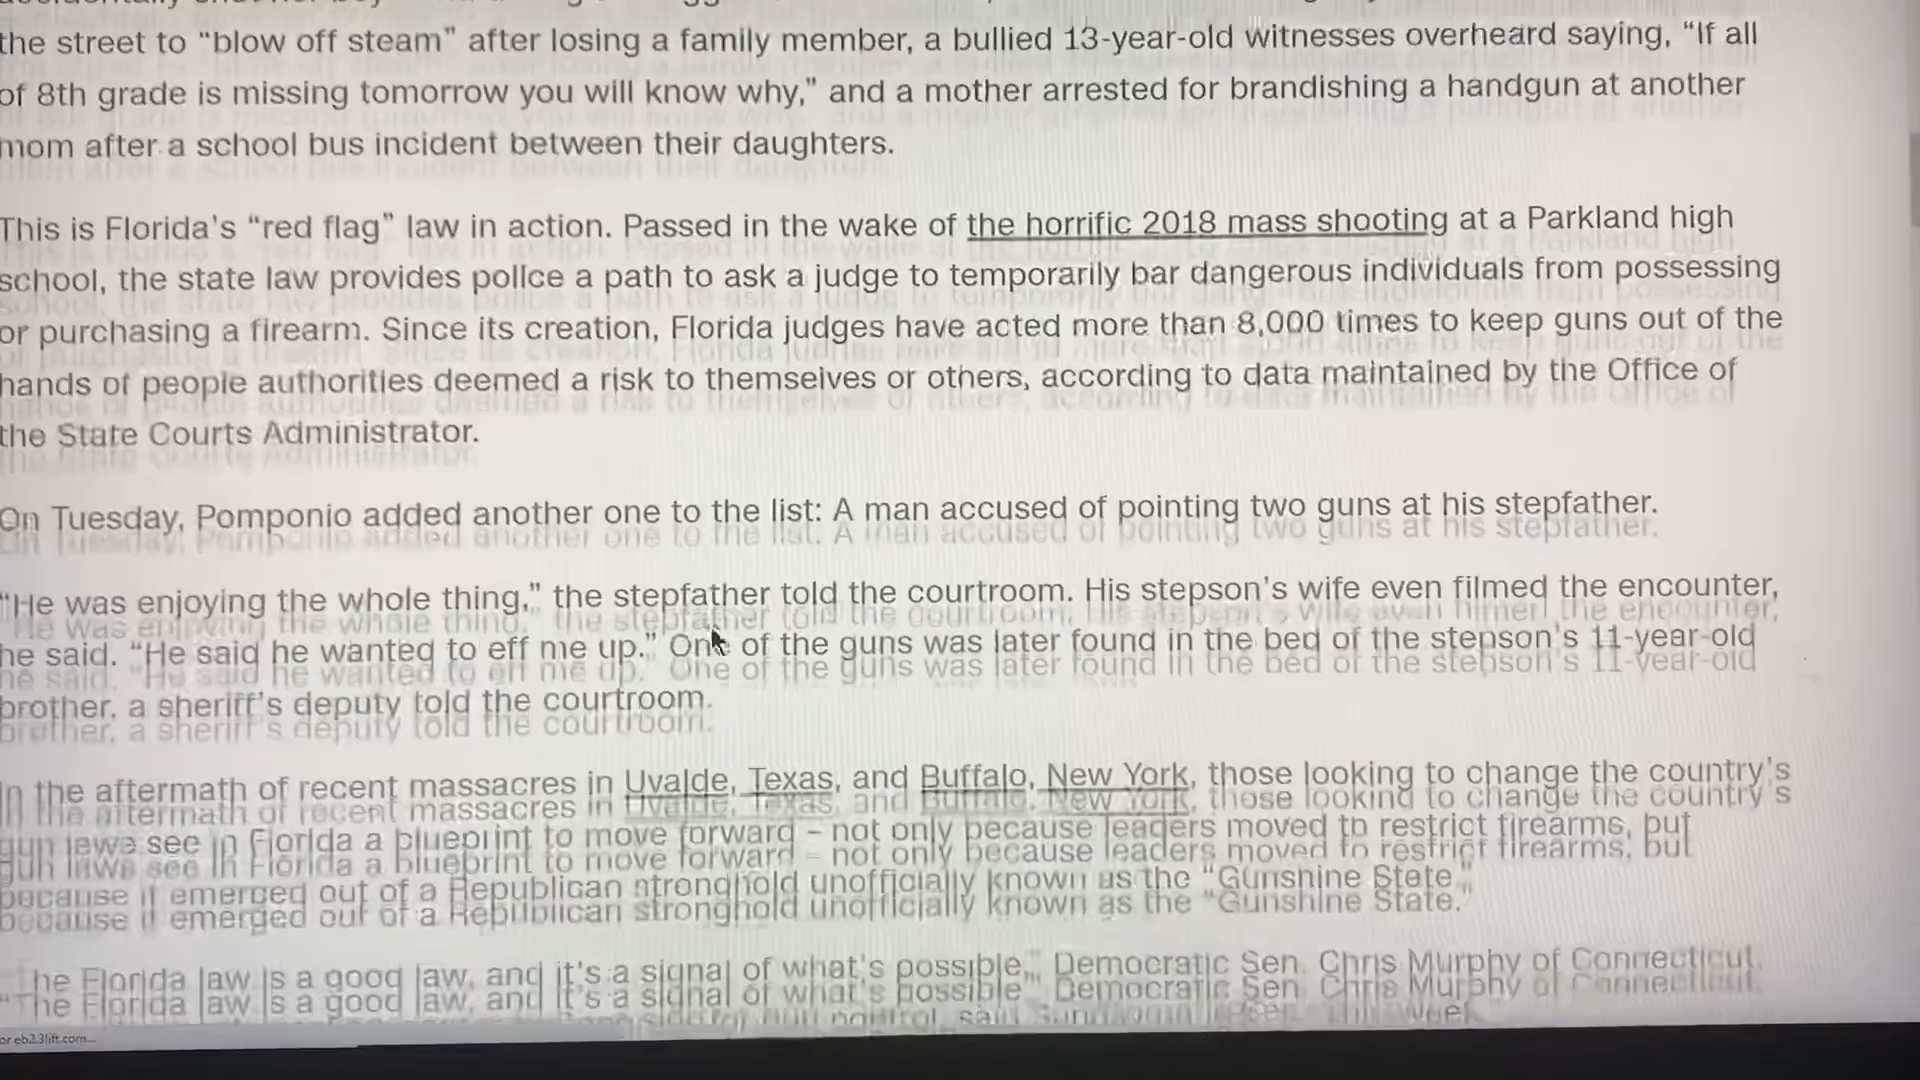 the street to “blow off steam” after losing a family member, a bullied 13-year-old witnesses overheard saying, “If all
of 8th grade is missing tomorrow you will know why,” and a mother arrested for brandishing a handgun at another
mom after a school bus incident between their daughters.
This is Florida's “red flag” law in action. Passed in the wake of the horrific 2018 mass shooting at a Parkland high
school, the state law provides police a path to ask a judge to temporarily bar dangerous individuals from possessing
or purchasing a firearm. Since its creation, Florida judges have acted more than 8,000 times to keep guns out of the
hands of people authorities deemed a risk to themselves or others, according to data maintained by the Office of
the State Courts Administrator.
On Tuesday, Pomponio added another one to the list: A man accused of pointing two guns at his stepfather.
“He was enjoying the whole thing,” the stepfather told the courtroom. His stepson's wife even filmed the encounter,
he said. “He said he wanted to eff me up.” One of the guns was later found in the bed of the stepson's 11-year-old
brother, a sheriff's deputy told the courtroom.
In the aftermath of recent massacres in Uvalde, Texas, and Buffalo, New York, those looking to change the country's
gun laws see in Florida a blueprint to move forward – not only because leaders moved to restrict firearms, but
because it emerged out of a Republican stronghold unofficially known as the “Gunshine State.”
“The Florida law is a good law, and it's a signal of what's possible,” Democratic Sen. Chris Murphy of Connecticut,
said week
or eb2.3lift.com...